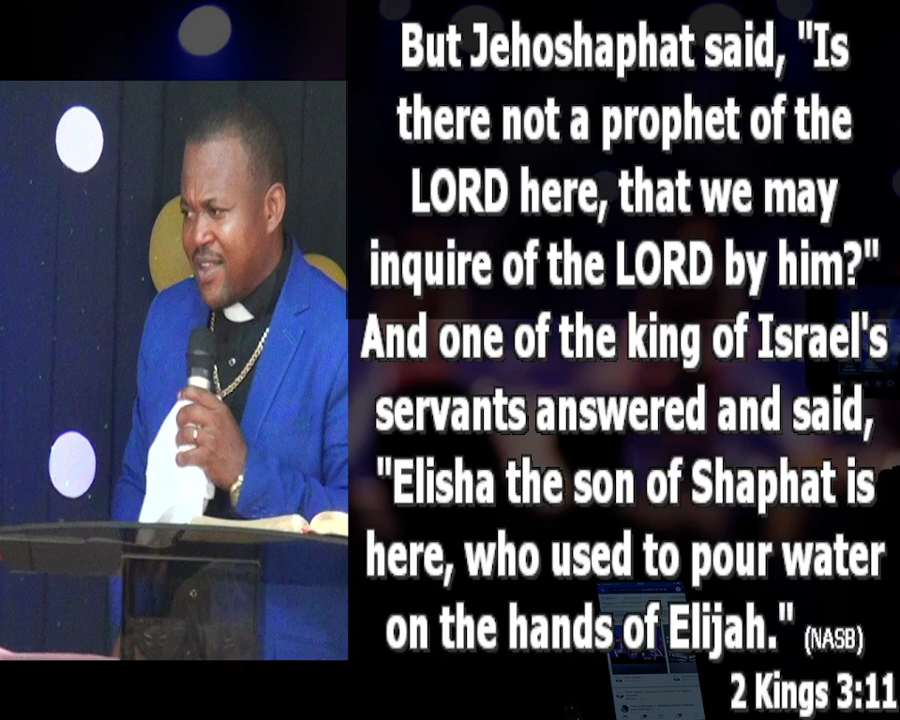 But Jehoshaphat said, "Is
there not a prophet of the
LORD here, that we may
inquire of the LORD by him?"
And one of the king of Israel's
servants answered and said,
"Elisha the son of Shaphat is
here, who used to pour water
on the hands of Elijah." (NASB)
2 Kings 3:11